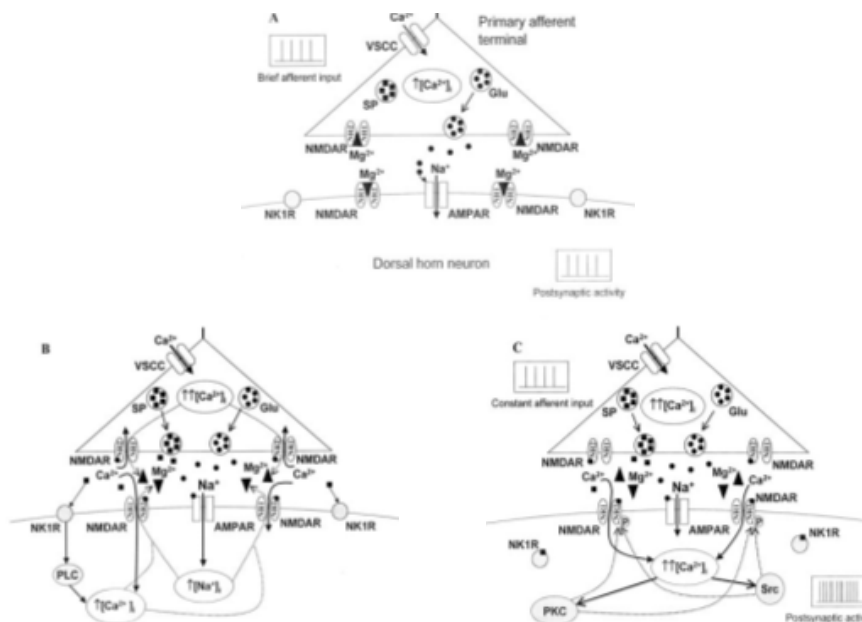 A
Ca²⁺
VSCC
Primary afferent
terminal
Brief afferent input
SP
↑[Ca²⁺]ᵢ
Glu
NMDAR
Mg²⁺
Mg²⁺
NMDAR
Mg²⁺
Na⁺
Mg²⁺
NK1R
NMDAR
AMPAR
NMDAR
NK1R
Dorsal horn neuron
Postsynaptic activity
B
Ca²⁺
VSCC
SP
↑↑[Ca²⁺]ᵢ
Glu
NMDAR
Ca²⁺
Mg²⁺
Na⁺
Mg²⁺
Ca²⁺
NMDAR
NK1R
NMDAR
AMPAR
NMDAR
NK1R
PLC
↑[Ca²⁺]ᵢ
↑[Na⁺]ᵢ
C
Ca²⁺
VSCC
Constant afferent input
SP
↑↑[Ca²⁺]ᵢ
Glu
NMDAR
NMDAR
Ca²⁺
Mg²⁺
Na⁺
Mg²⁺
Ca²⁺
NMDAR
NMDAR
AMPAR
NK1R
NK1R
↑↑[Ca²⁺]ᵢ
PKC
Src
Postsynaptic activ